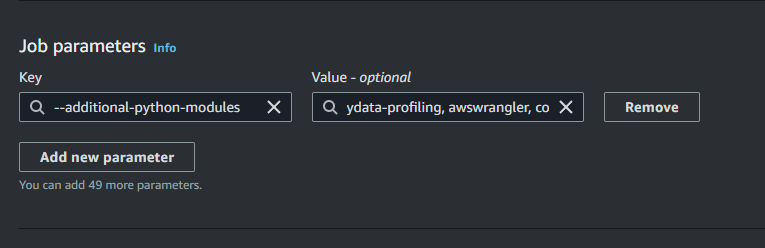 Job parameters Info
Key Value - optional
--additional-python-modules ydata-profiling, awswrangler, co Remove
Add new parameter
You can add 49 more parameters.